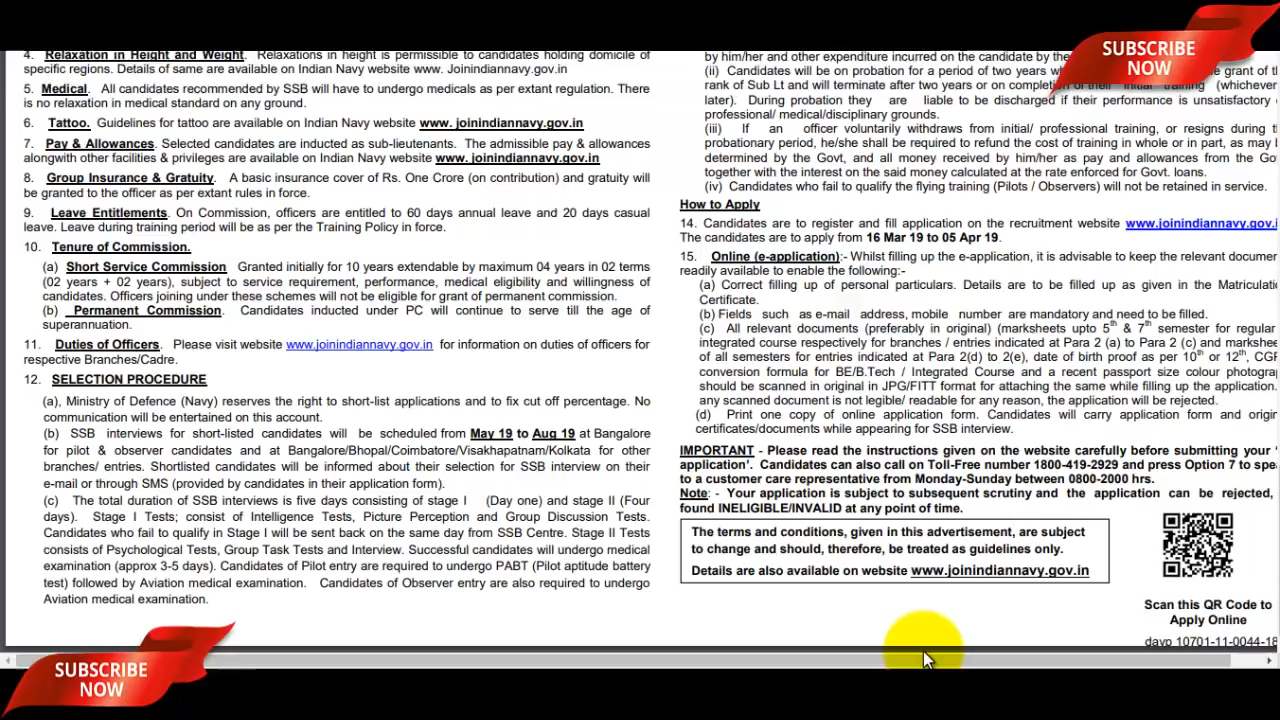 4. Relaxation in Height and Weight. Relaxations in height is permissible to candidates holding domicile of
specific regions. Details of same are available on Indian Navy website www. Joinindiannavy.gov.in
5. Medical. All candidates recommended by SSB will have to undergo medicals as per extant regulation. There
is no relaxation in medical standard on any ground.
6. Tattoo. Guidelines for tattoo are available on Indian Navy website www. joinindiannavy.gov.in
7. Pay & Allowances. Selected candidates are inducted as sub-lieutenants. The admissible pay & allowances
alongwith other facilities & privileges are available on Indian Navy website www. joinindiannavy.gov.in
8. Group Insurance & Gratuity. A basic insurance cover of Rs. One Crore (on contribution) and gratuity will
be granted to the officer as per extant rules in force.
9. Leave Entitlements. On Commission, officers are entitled to 60 days annual leave and 20 days casual
leave. Leave during training period will be as per the Training Policy in force.
10. Tenure of Commission.
(a) Short Service Commission Granted initially for 10 years extendable by maximum 04 years in 02 terms
(02 years + 02 years), subject to service requirement, performance, medical eligibility and willingness of
candidates. Officers joining under these schemes will not be eligible for grant of permanent commission.
(b) Permanent Commission. Candidates inducted under PC will continue to serve till the age of
superannuation.
11. Duties of Officers. Please visit website www.joinindiannavy.gov.in for information on duties of officers for
respective Branches/Cadre.
12. SELECTION PROCEDURE
(a), Ministry of Defence (Navy) reserves the right to short-list applications and to fix cut off percentage. No
communication will be entertained on this account.
(b) SSB interviews for short-listed candidates will be scheduled from May 19 to Aug 19 at Bangalore
for pilot & observer candidates and at Bangalore/Bhopal/Coimbatore/Visakhapatnam/Kolkata for other
branches/ entries. Shortlisted candidates will be informed about their selection for SSB interview on their
e-mail or through SMS (provided by candidates in their application form).
(c) The total duration of SSB interviews is five days consisting of stage I (Day one) and stage II (Four
days). Stage I Tests; consist of Intelligence Tests, Picture Perception and Group Discussion Tests.
Candidates who fail to qualify in Stage I will be sent back on the same day from SSB Centre. Stage II Tests
consists of Psychological Tests, Group Task Tests and Interview. Successful candidates will undergo medical
examination (approx 3-5 days). Candidates of Pilot entry are required to undergo PABT (Pilot aptitude battery
test) followed by Aviation medical examination. Candidates of Observer entry are also required to undergo
Aviation medical examination.
by him/her and other expenditure incurred on the candidate by the
(ii) Candidates will be on probation for a period of two years the grant of t
rank of Sub Lt and will terminate after two years or on completion of their initial training (whichever
later). During probation they are liable to be discharged if their performance is unsatisfactory
professional/ medical/disciplinary grounds.
(iii) If an officer voluntarily withdraws from initial/ professional training, or resigns during t
probationary period, he/she shall be required to refund the cost of training in whole or in part, as may
determined by the Govt, and all money received by him/her as pay and allowances from the Go
together with the interest on the said money calculated at the rate enforced for Govt. loans.
(iv) Candidates who fail to qualify the flying training (Pilots / Observers) will not be retained in service.
How to Apply
14. Candidates are to register and fill application on the recruitment website www.joinindiannavy.gov.i
The candidates are to apply from 16 Mar 19 to 05 Apr 19.
15. Online (e-application):- Whilst filling up the e-application, it is advisable to keep the relevant documen
readily available to enable the following:-
(a) Correct filling up of personal particulars. Details are to be filled up as given in the Matriculati
Certificate.
(b) Fields such as e-mail address, mobile number are mandatory and need to be filled.
(c) All relevant documents (preferably in original) (marksheets upto 5th & 7th semester for regular
integrated course respectively for branches / entries indicated at Para 2 (a) to Para 2 (c) and markshee
of all semesters for entries indicated at Para 2(d) to 2(e), date of birth proof as per 10th or 12th, CGP
conversion formula for BE/B.Tech / Integrated Course and a recent passport size colour photograp
should be scanned in original in JPG/FITT format for attaching the same while filling up the application.
any scanned document is not legible/ readable for any reason, the application will be rejected.
(d) Print one copy of online application form. Candidates will carry application form and origin
certificates/documents while appearing for SSB interview.
IMPORTANT - Please read the instructions given on the website carefully before submitting your '
application'. Candidates can also call on Toll-Free number 1800-419-2929 and press Option 7 to spe
to a customer care representative from Monday-Sunday between 0800-2000 hrs.
Note: - Your application is subject to subsequent scrutiny and the application can be rejected,
found INELIGIBLE/INVALID at any point of time.
The terms and conditions, given in this advertisement, are subject
to change and should, therefore, be treated as guidelines only.
Details are also available on website www.joinindiannavy.gov.in
Scan this QR Code to
Apply Online
davp 10701-11-0044-18
SUBSCRIBE
NOW
SUBSCRIBE
NOW